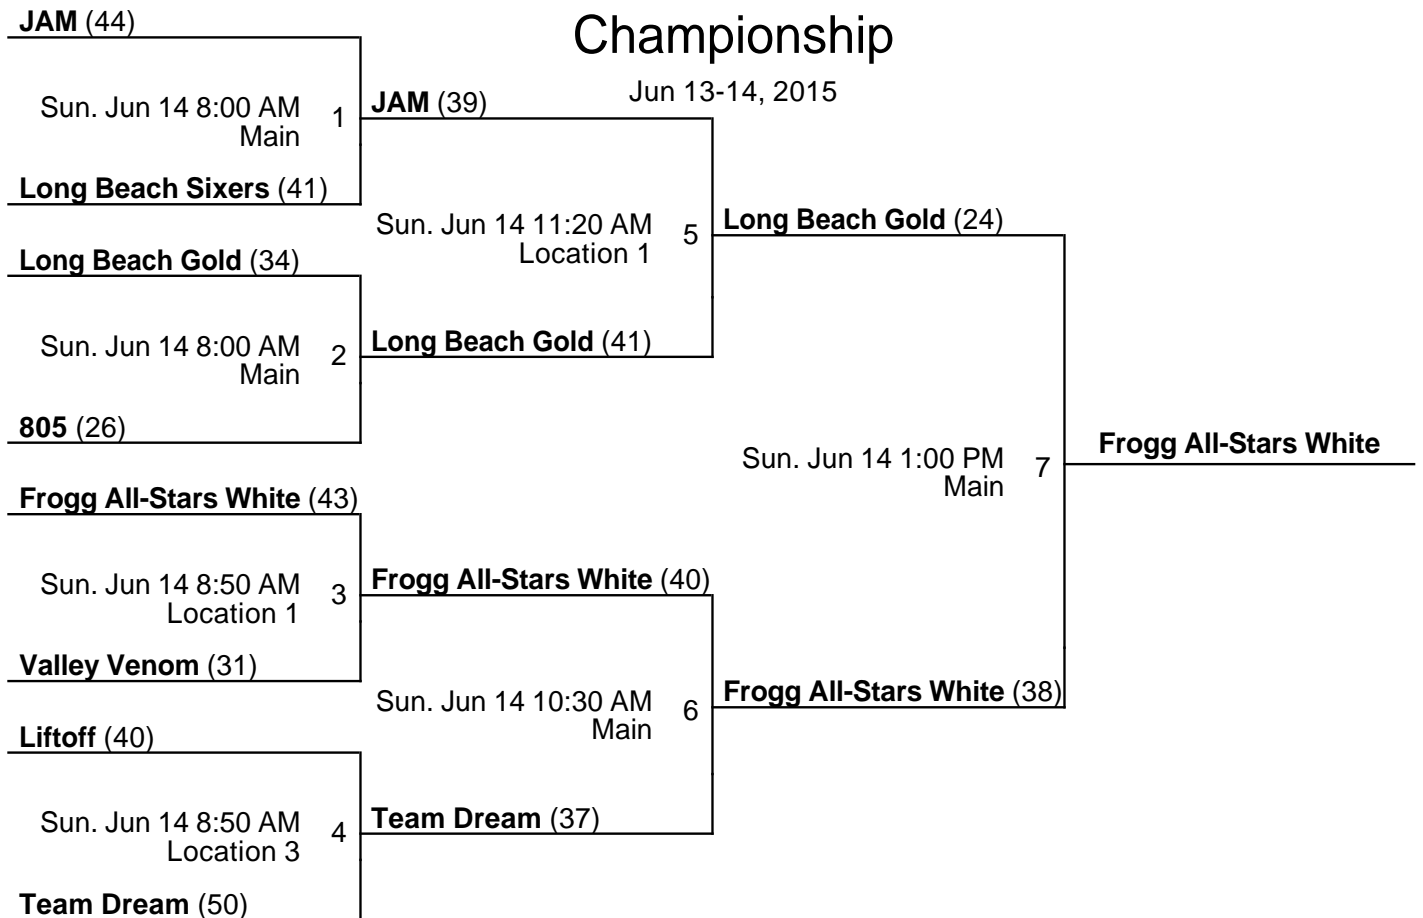 Championship
Jun 13-14, 2015
JAM (44)
Sun. Jun 14 8:00 AM
Main
1
Long Beach Sixers (41)
Long Beach Gold (34)
Sun. Jun 14 8:00 AM
Main
2
805 (26)
Frogg All-Stars White (43)
Sun. Jun 14 8:50 AM
Location 1
3
Valley Venom (31)
Liftoff (40)
Sun. Jun 14 8:50 AM
Location 3
4
Team Dream (50)
JAM (39)
Sun. Jun 14 11:20 AM
Location 1
5
Long Beach Gold (41)
Frogg All-Stars White (40)
Sun. Jun 14 10:30 AM
Main
6
Team Dream (37)
Long Beach Gold (24)
Sun. Jun 14 1:00 PM
Main
7
Frogg All-Stars White (38)
Frogg All-Stars White